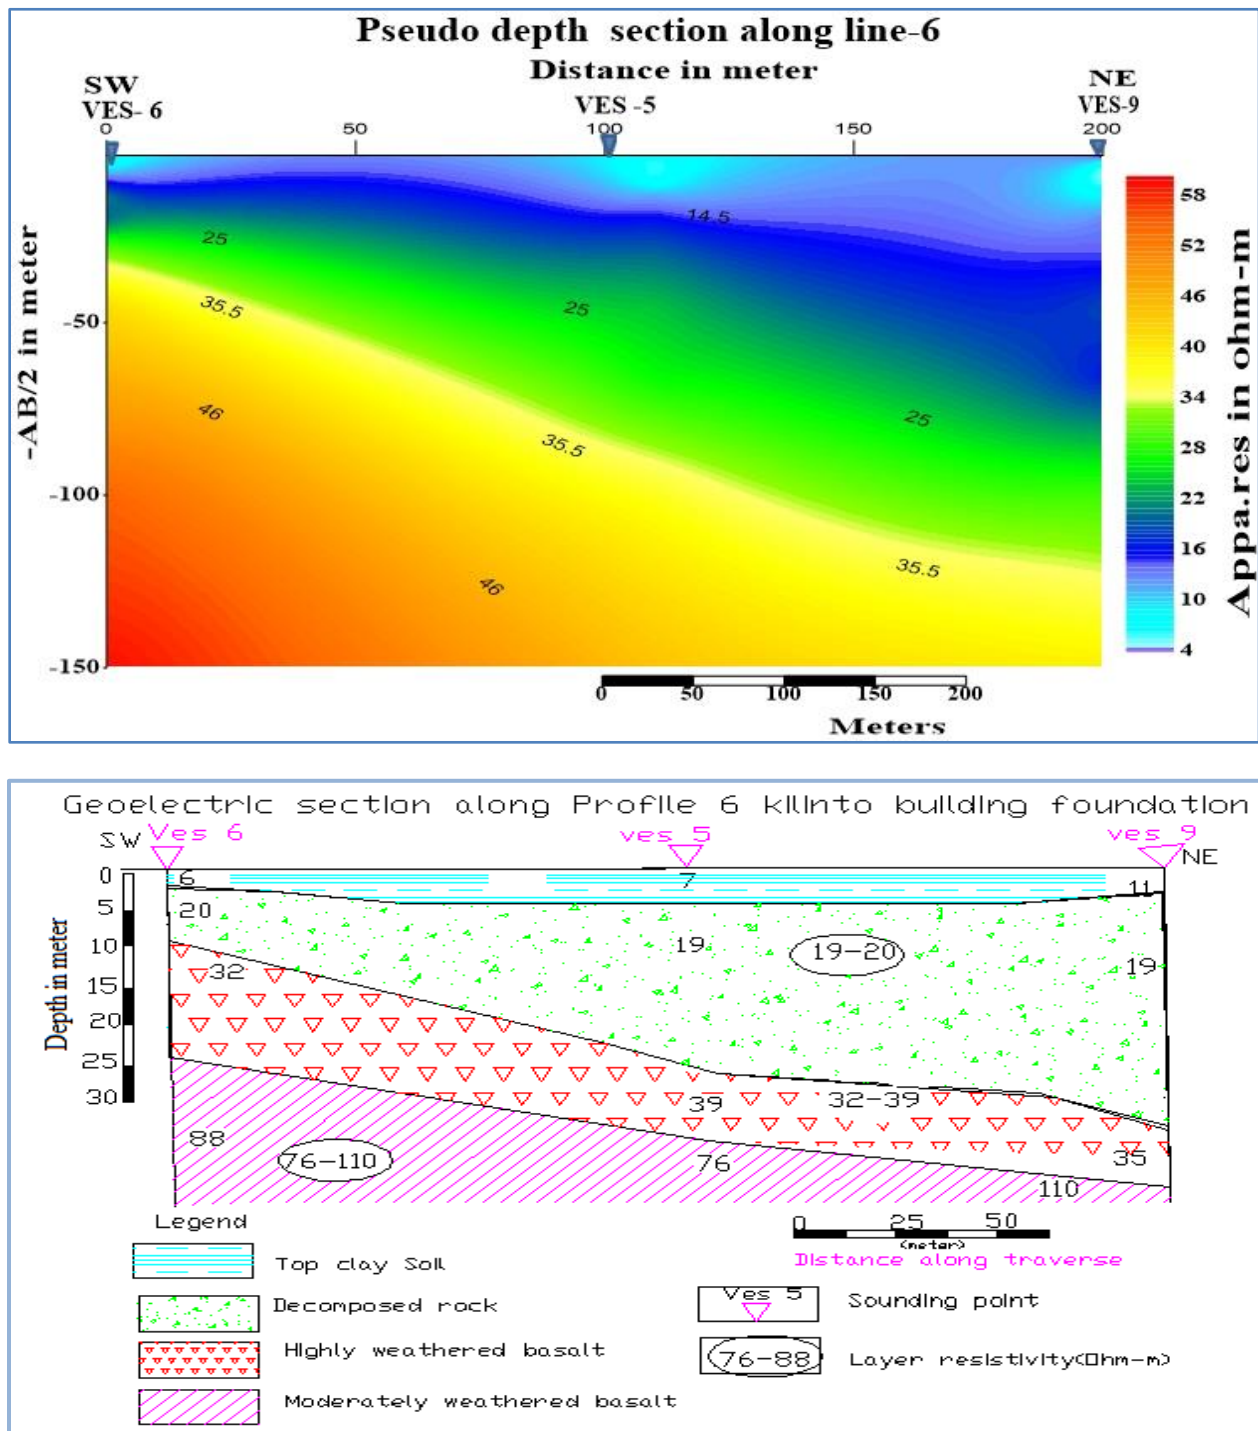 Pseudo depth section along line-6
Distance in meter
SW NE
VES- 6 VES -5 VES-9
0 50 100 150 200
-AB/2 in meter
-50
-100
-150
14.5
25
25
25
35.5
35.5
35.5
46
46
58
52
46
40
34
28
22
16
10
4
Appa.res in ohm-m
0 50 100 150 200
Meters
Geoelectric section along Profile 6 kilinto building foundation
SW Ves 6 ves 5 ves 9 NE
Depth in meter
0
5
10
15
20
25
30
6 7 11
20 19 19-20 19
32 39 32-39 35
88 76-110 76 110
Legend
Top clay Soil
Decomposed rock
Highly weathered basalt
Moderately weathered basalt
0 25 50
(meter)
Distance along traverse
Ves 5 Sounding point
76-88 Layer resistivity(Ohm-m)